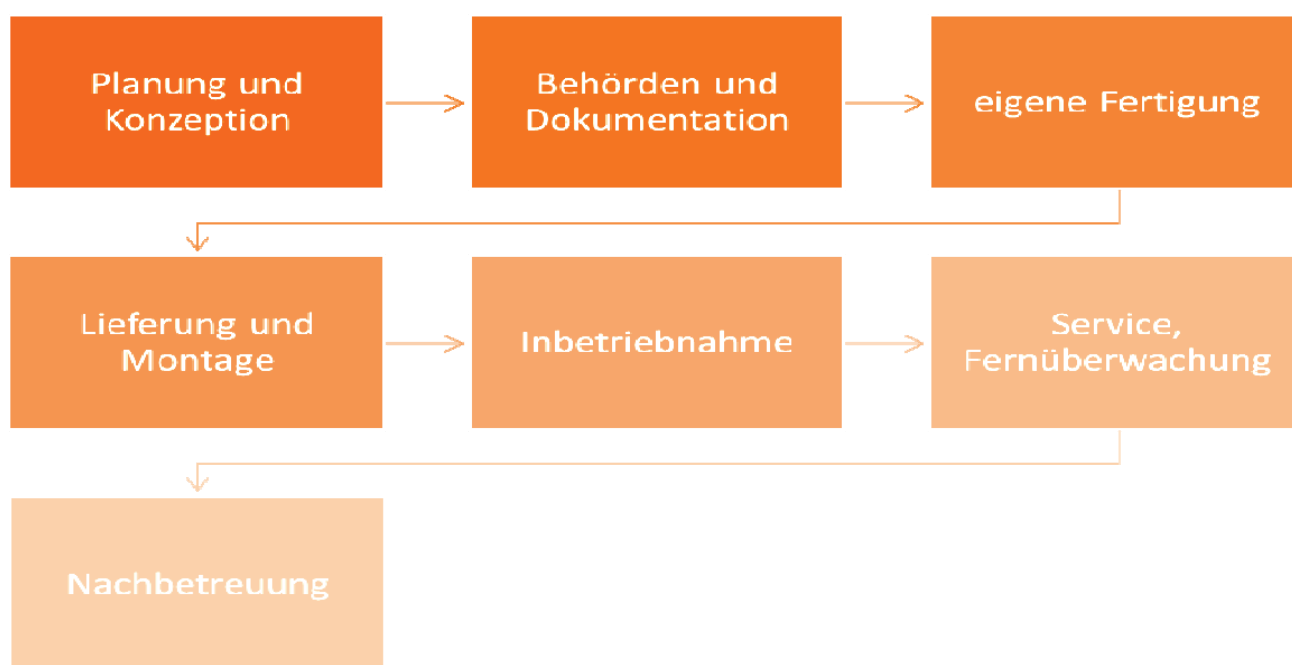 Planung und
Konzeption
Behörden und
Dokumentation
eigene Fertigung
Lieferung und
Montage
Inbetriebnahme
Service,
Fernüberwachung
Nachbetreuung